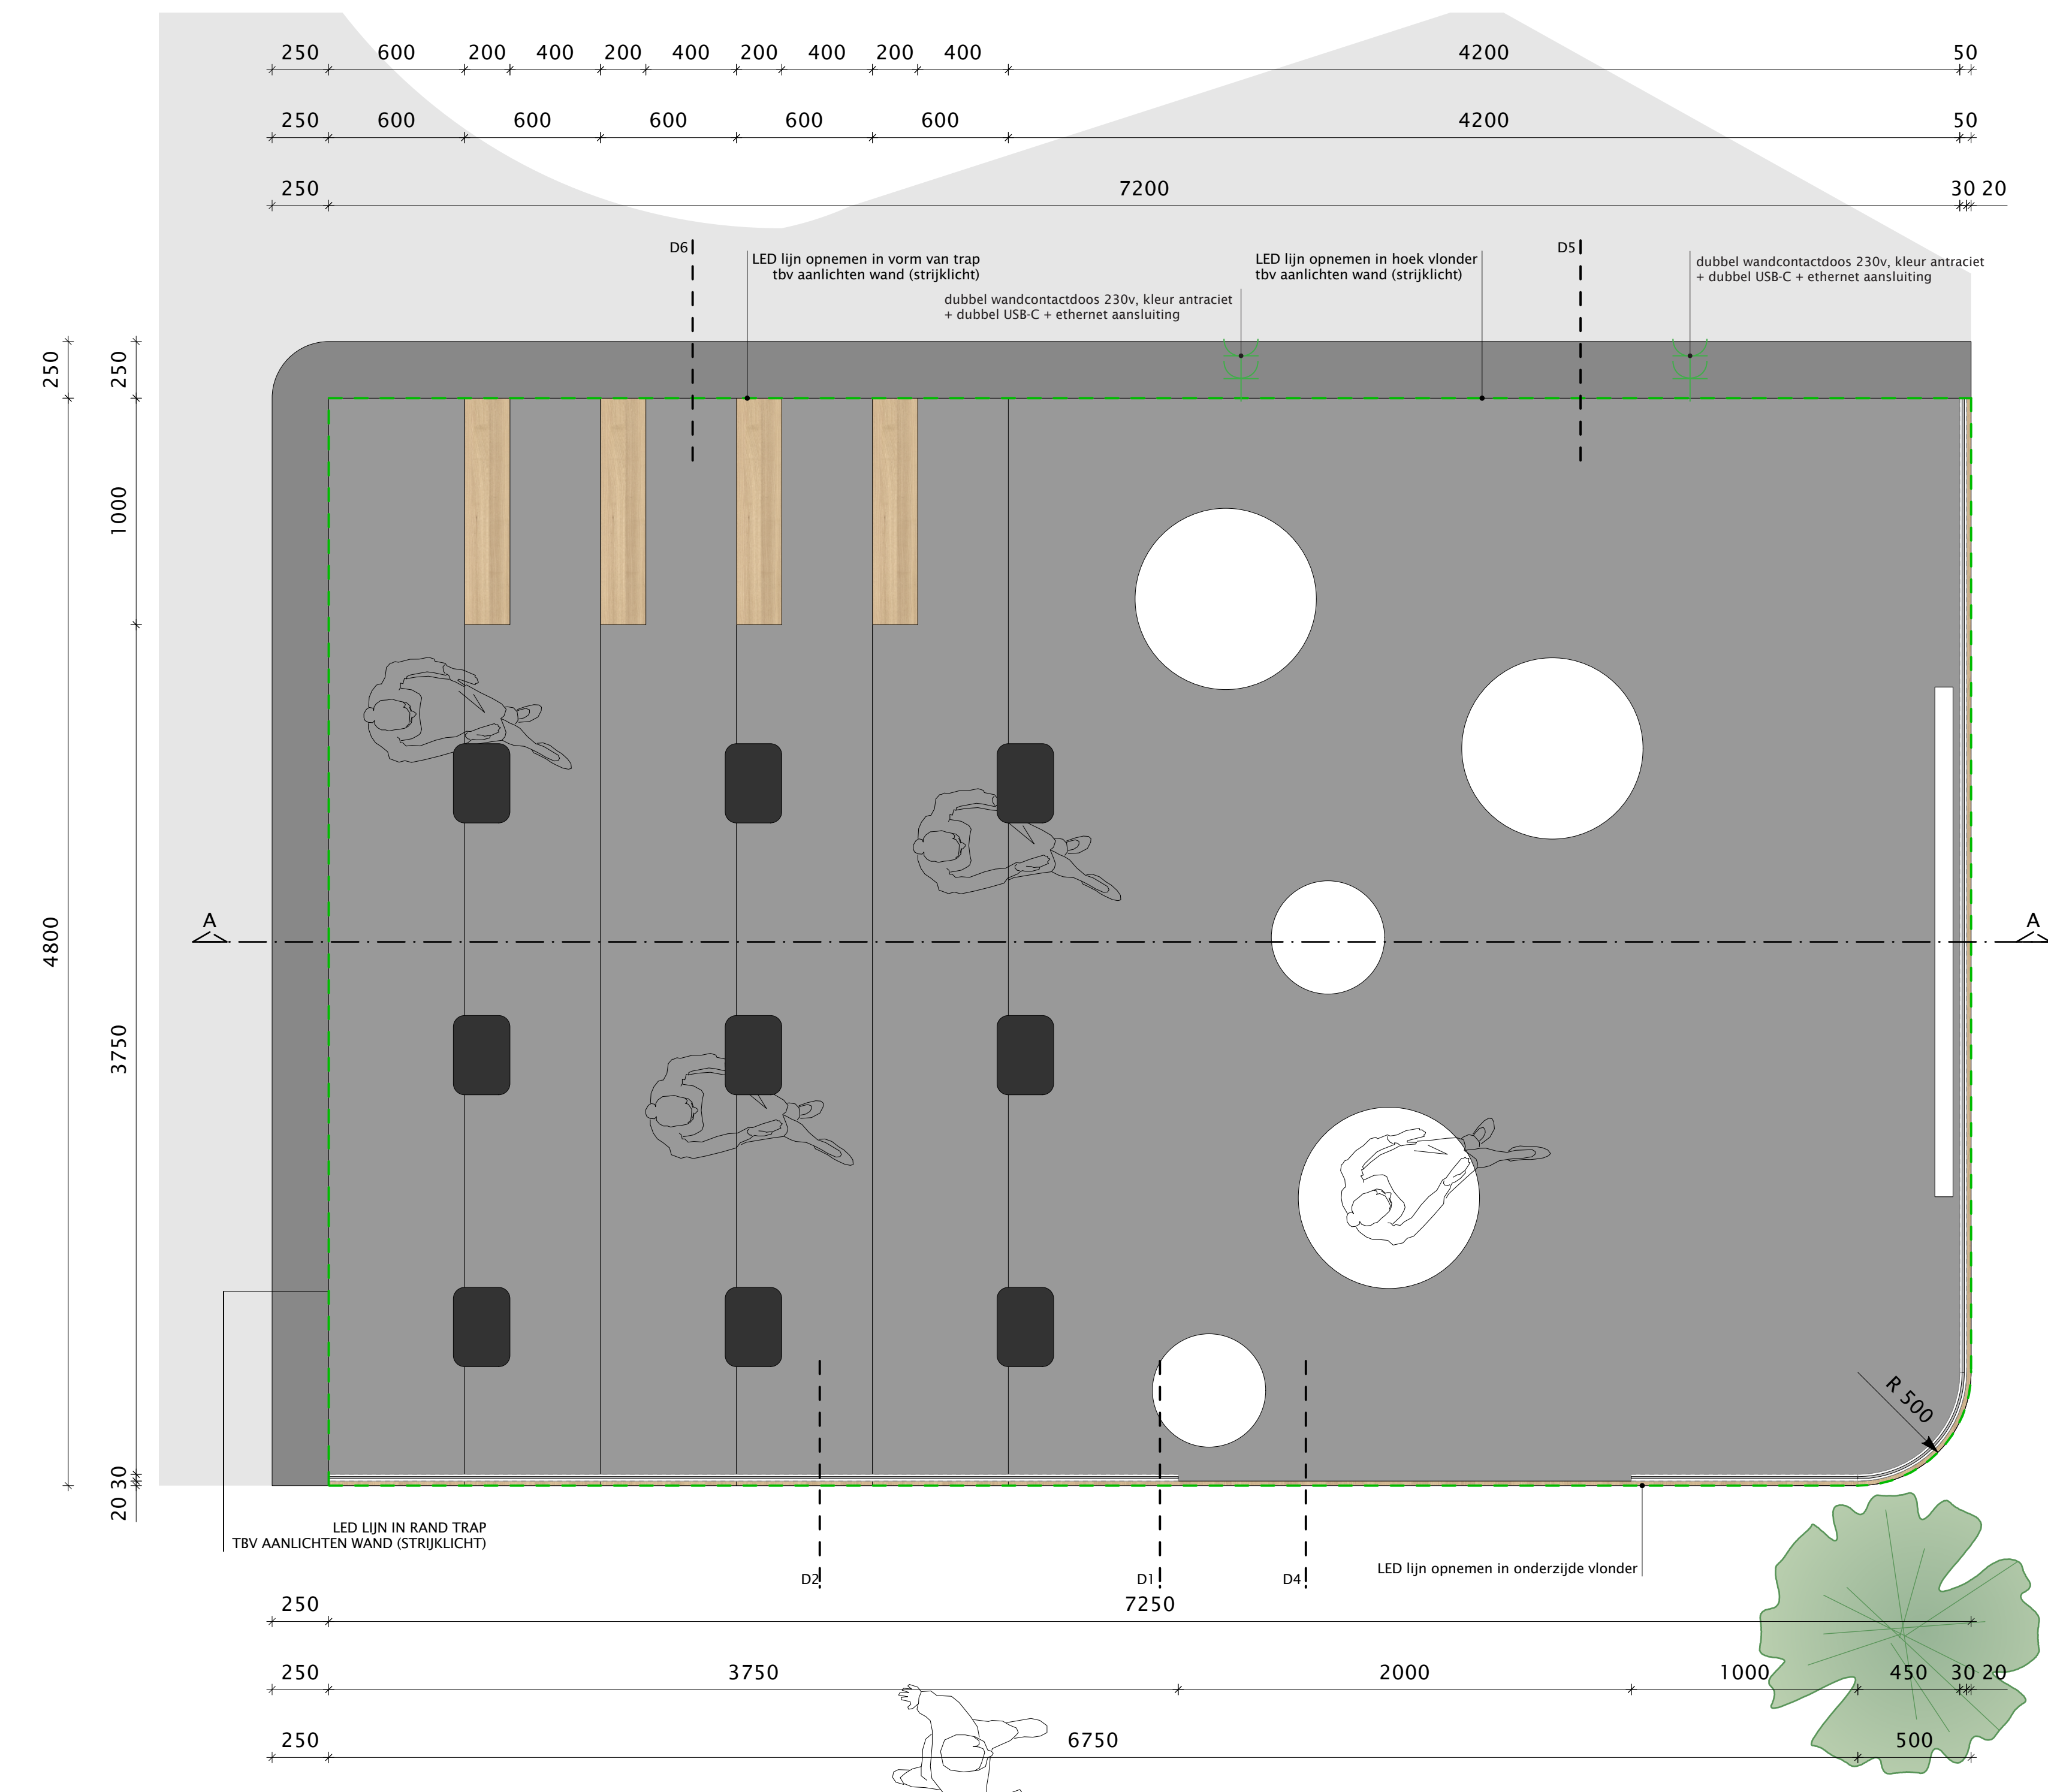 250 600 200 400 200 400 200 400 200 400 4200 50
250 600 600 600 600 600 4200 50
250 7200 30 20
D6
D5
LED lijn opnemen in vorm van trap
tbv aanlichten wand (strijklicht)
LED lijn opnemen in hoek vlonder
tbv aanlichten wand (strijklicht)
dubbel wandcontactdoos 230v, kleur antraciet
+ dubbel USB-C + ethernet aansluiting
dubbel wandcontactdoos 230v, kleur antraciet
+ dubbel USB-C + ethernet aansluiting
250
250
1000
A
A
4800
3750
R 500
20 30
LED LIJN IN RAND TRAP
TBV AANLICHTEN WAND (STRIJKLICHT)
LED lijn opnemen in onderzijde vlonder
D2
D1
D4
250 7250
250 3750 2000 1000 450 30 20
250 6750 500